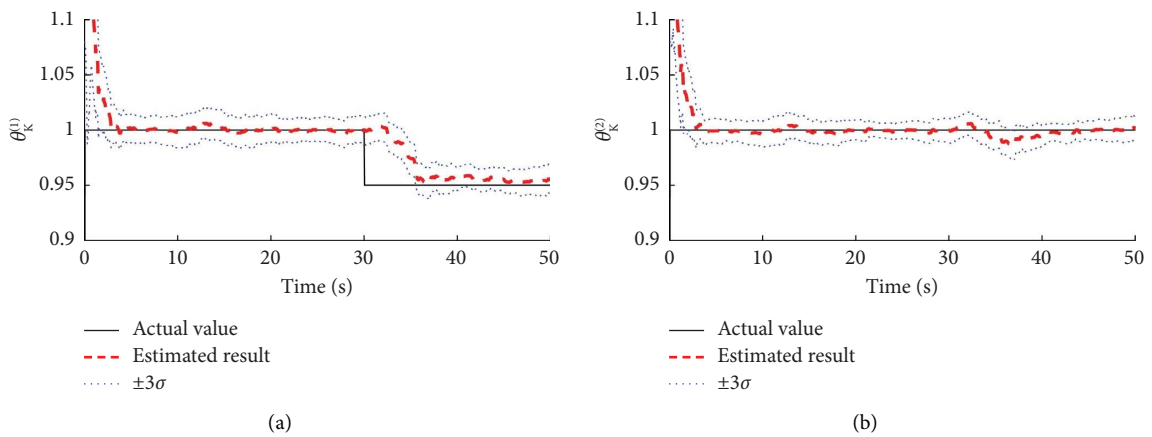 1.1
1.05
1
0.95
0.9
θK(1)
0 10 20 30 40 50
Time (s)
Actual value
Estimated result
±3σ
(a)
1.1
1.05
1
0.95
0.9
θK(2)
0 10 20 30 40 50
Time (s)
Actual value
Estimated result
±3σ
(b)